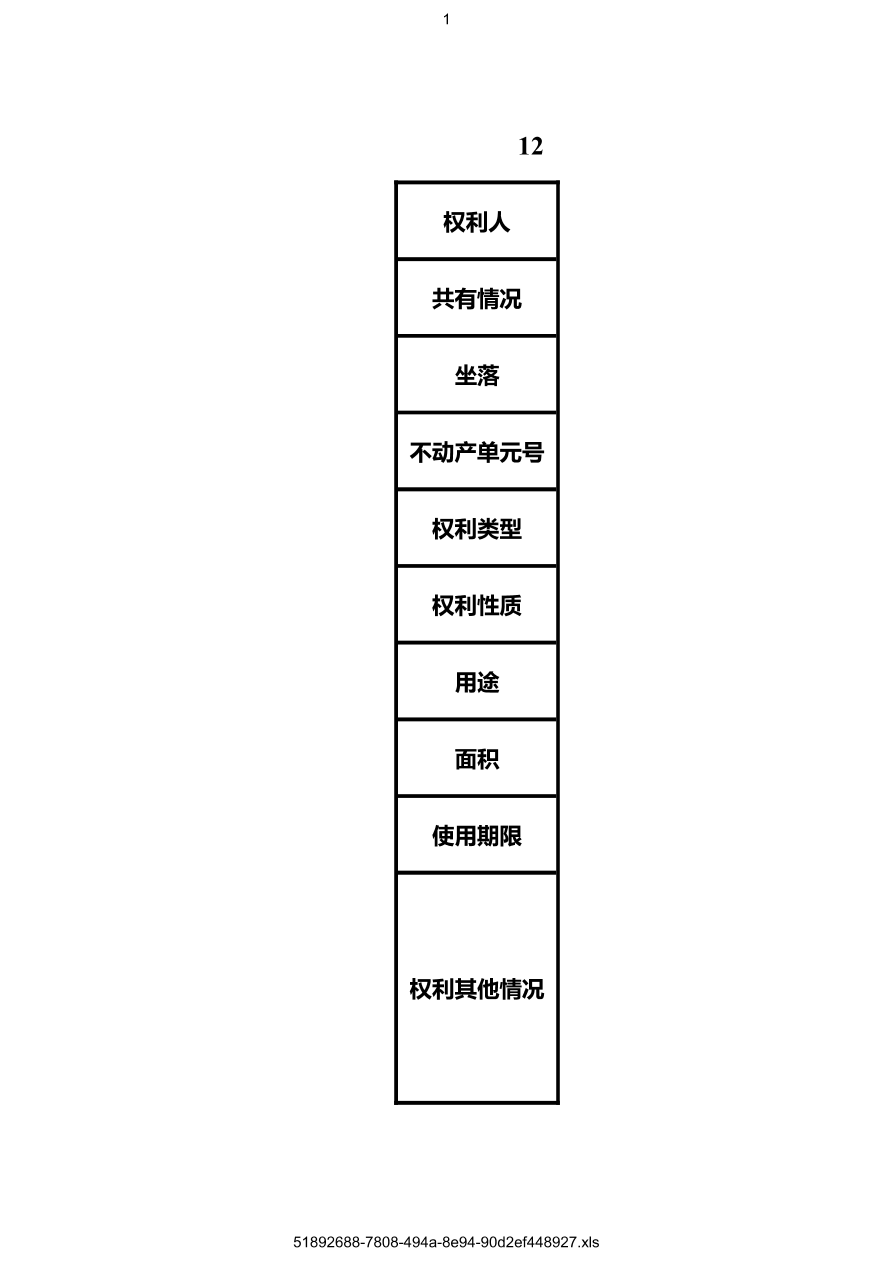 1
12
权利人
共有情况
坐落
不动产单元号
权利类型
权利性质
用途
面积
使用期限
权利其他情况
51892688-7808-494a-8e94-90d2ef448927.xls